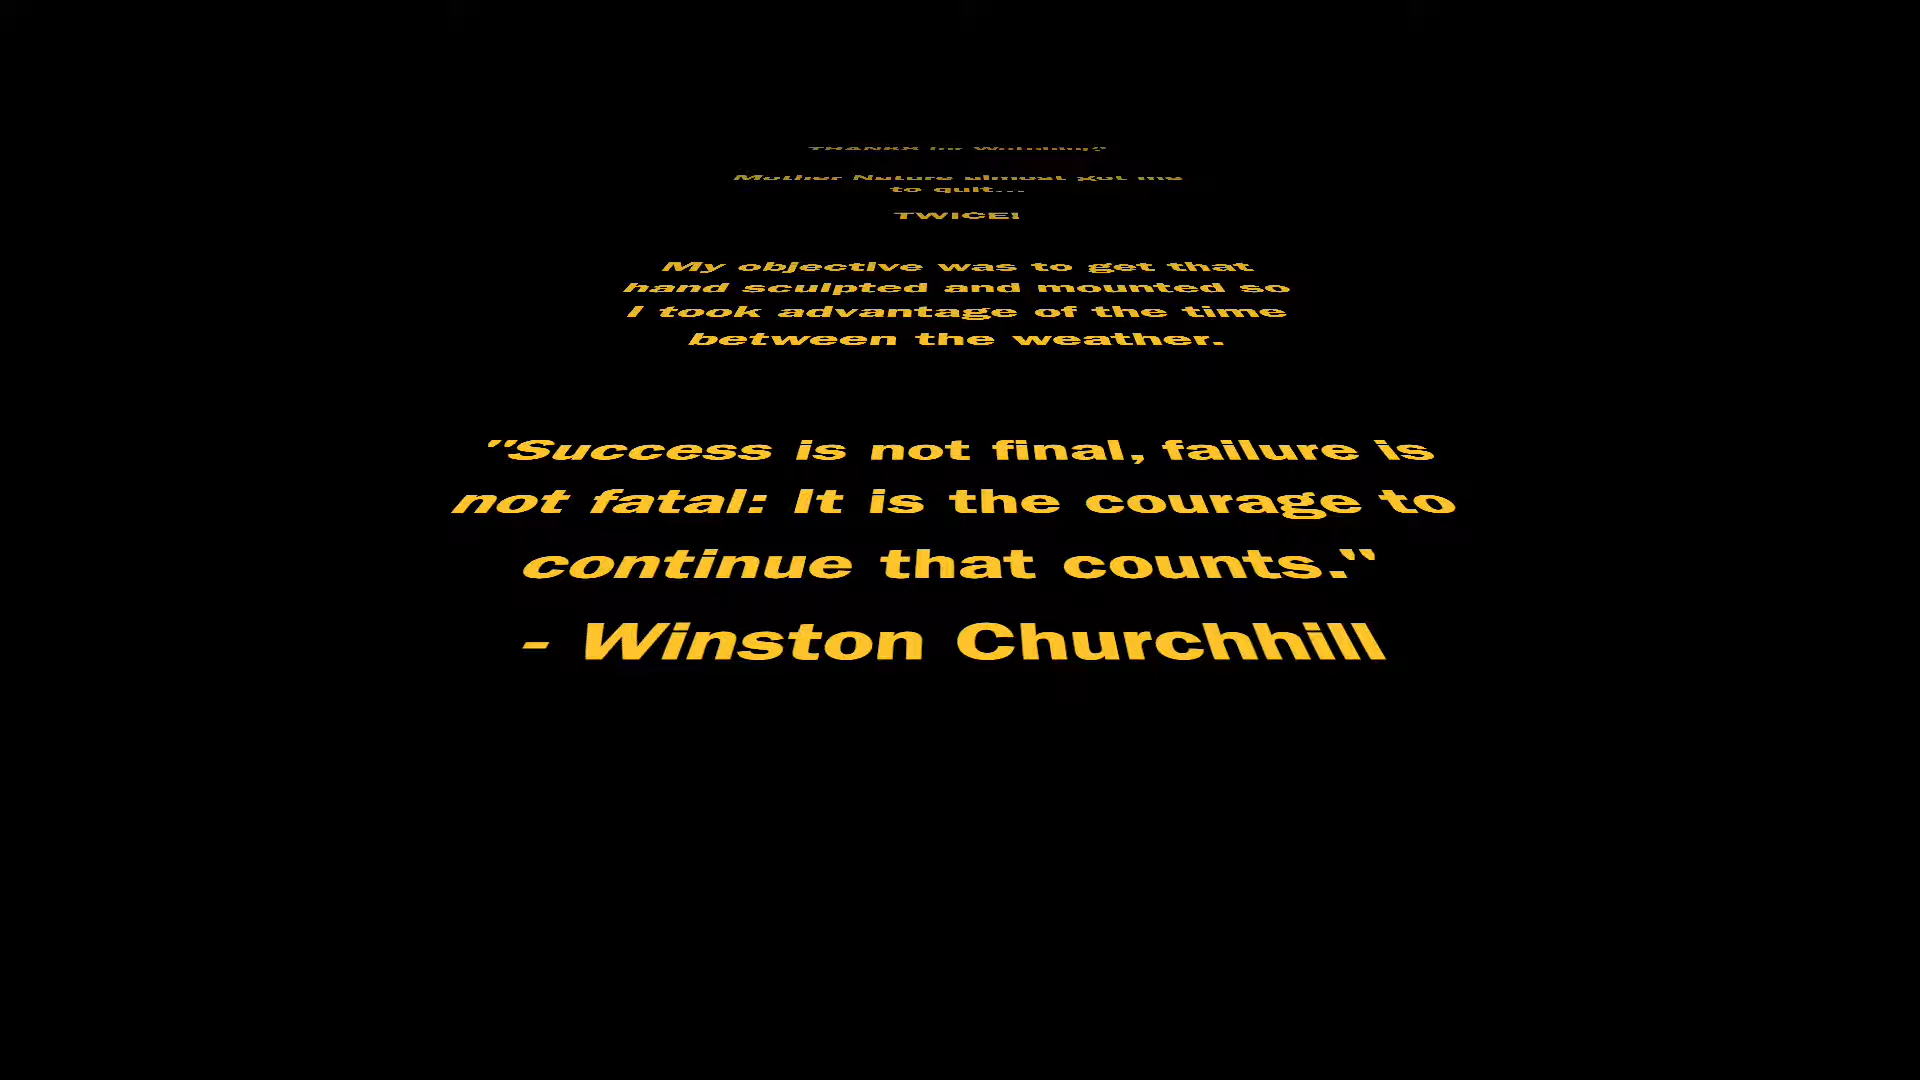 THANKS for Watching!
Mother Nature almost got me
to quit...
TWICE!
My objective was to get that
hand sculpted and mounted so
I took advantage of the time
between the weather.
"Success is not final, failure is
not fatal: It is the courage to
continue that counts."
- Winston Churchhill